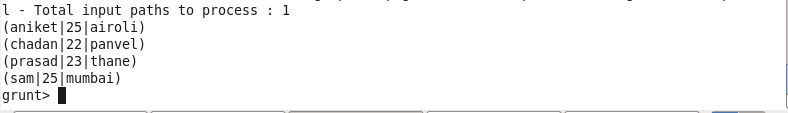 l - Total input paths to process : 1
(aniket|25|airoli)
(chadan|22|panvel)
(prasad|23|thane)
(sam|25|mumbai)
grunt>